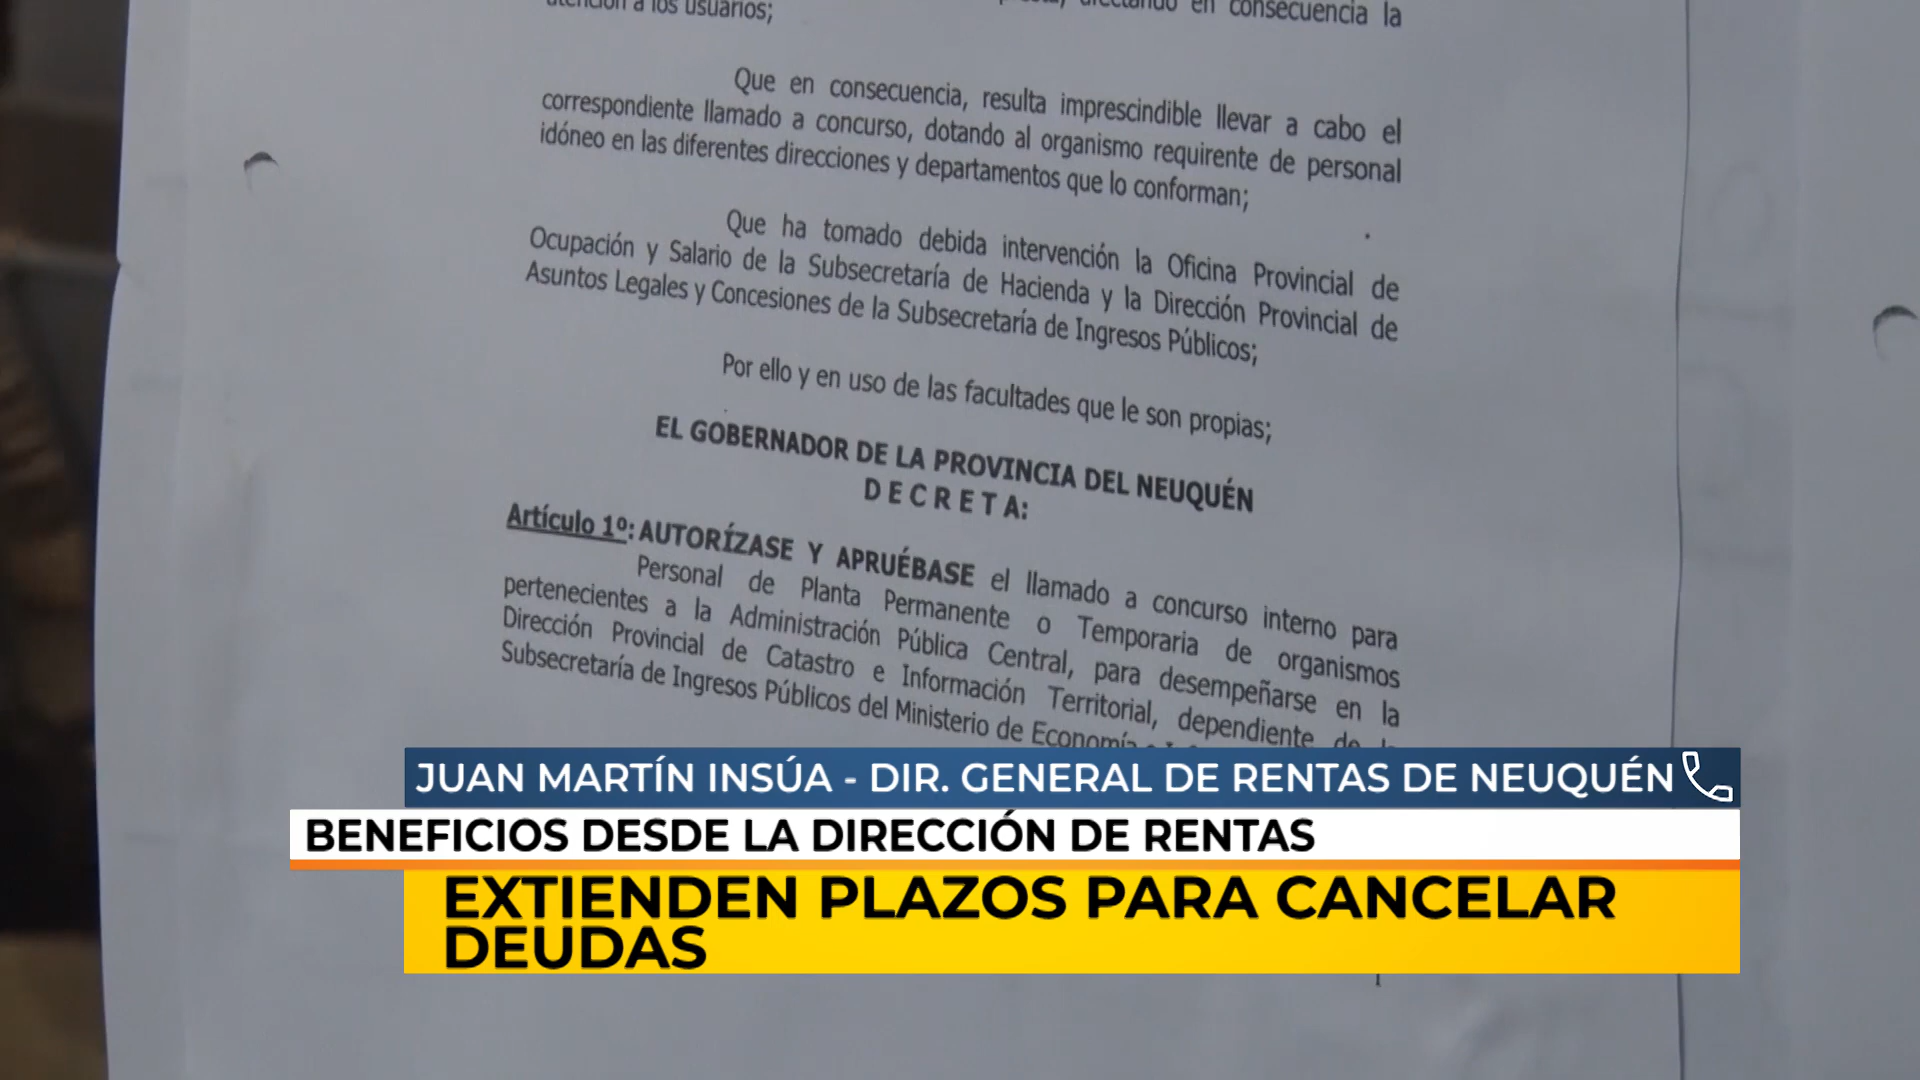 atención a los usuarios;
afectando en consecuencia la
Que en consecuencia, resulta imprescindible llevar a cabo el
correspondiente llamado a concurso, dotando al organismo requirente de personal
idóneo en las diferentes direcciones y departamentos que lo conforman;
Que ha tomado debida intervención la Oficina Provincial de
Ocupación y Salario de la Subsecretaría de Hacienda y la Dirección Provincial de
Asuntos Legales y Concesiones de la Subsecretaría de Ingresos Públicos;
Por ello y en uso de las facultades que le son propias;
EL GOBERNADOR DE LA PROVINCIA DEL NEUQUÉN
D E C R E T A:
Artículo 1º: AUTORÍZASE Y APRUÉBASE el llamado a concurso interno para
Personal de Planta Permanente o Temporaria de organismos
pertenecientes a la Administración Pública Central, para desempeñarse en la
Dirección Provincial de Catastro e Información Territorial, dependiente de
Subsecretaría de Ingresos Públicos del Ministerio de Economía e
JUAN MARTÍN INSÚA - DIR. GENERAL DE RENTAS DE NEUQUÉN
BENEFICIOS DESDE LA DIRECCIÓN DE RENTAS
EXTIENDEN PLAZOS PARA CANCELAR
DEUDAS